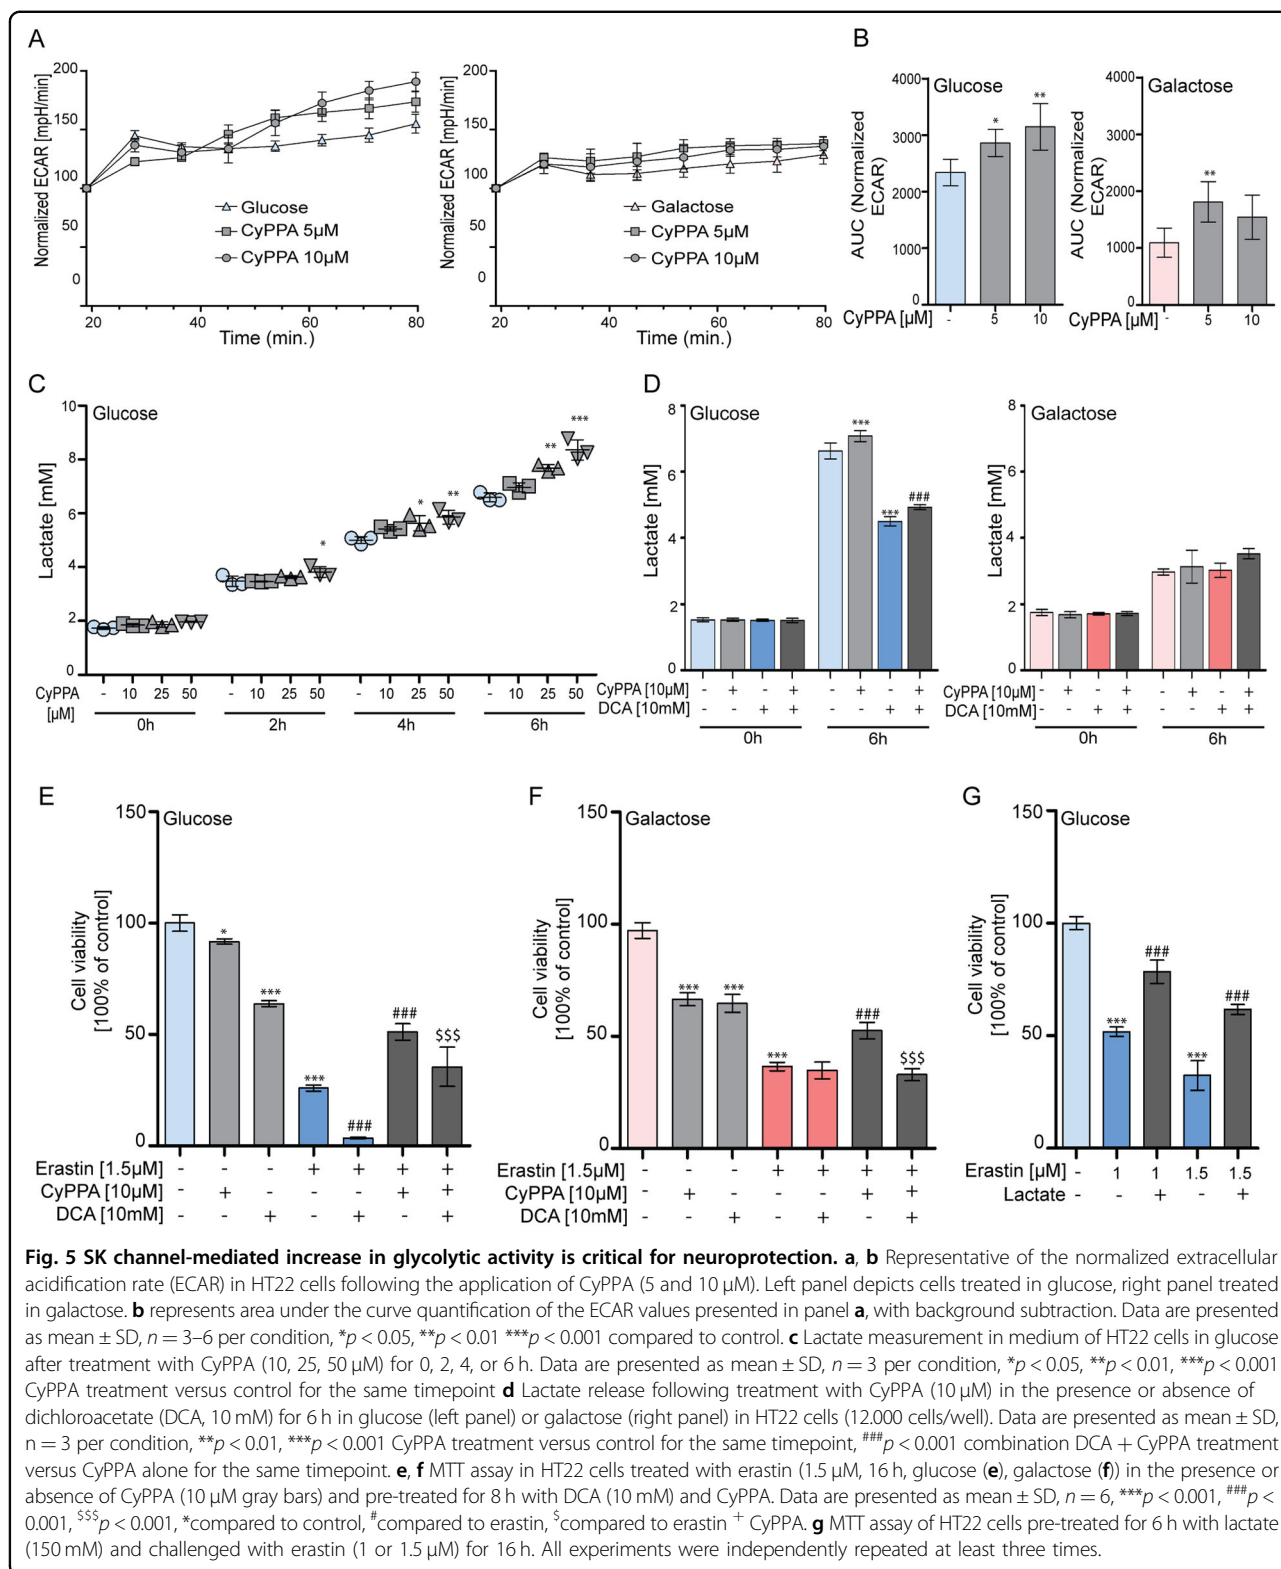 A
Normalized ECAR [mpH/min]
200
150
100
50
0
20 40 60 80
Time (min.)
Glucose
CyPPA 5µM
CyPPA 10µM
Normalized ECAR [mpH/min]
200
150
100
50
0
20 40 60 80
Time (min.)
Galactose
CyPPA 5µM
CyPPA 10µM
B
Glucose
AUC (Normalized
ECAR)
4000
3000
2000
1000
0
* **
CyPPA [µM] - 5 10
Galactose
AUC (Normalized
ECAR)
4000
3000
2000
1000
0
**
CyPPA [µM] - 5 10
C
Glucose
Lactate [mM]
10
8
6
4
2
0
* * ** ** ***
CyPPA
[µM]
- 10 25 50 - 10 25 50 - 10 25 50 - 10 25 50
0h 2h 4h 6h
D
Glucose
Lactate [mM]
8
6
4
2
0
*** *** ###
CyPPA [10µM] - + - + - + - +
DCA [10mM] - - + + - - + +
0h 6h
Galactose
Lactate [mM]
8
6
4
2
0
CyPPA [10µM] - + - + - + - +
DCA [10mM] - - + + - - + +
0h 6h
E
Glucose
Cell viability
[100% of control]
150
100
50
0
* *** *** ### ### $$$
Erastin [1.5µM] - - - + + + +
CyPPA [10µM] - + - - - + +
DCA [10mM] - - + - + - +
F
Galactose
Cell viability
[100% of control]
150
100
50
0
*** *** *** ### $$$
Erastin [1.5µM] - - - + + + +
CyPPA [10µM] - + - - - + +
DCA [10mM] - - + - + - +
G
Glucose
Cell viability
[100% of control]
150
100
50
0
*** ### *** ###
Erastin [µM] - 1 1 1.5 1.5
Lactate - - + - +
Fig. 5 SK channel-mediated increase in glycolytic activity is critical for neuroprotection. a, b Representative of the normalized extracellular
acidification rate (ECAR) in HT22 cells following the application of CyPPA (5 and 10 µM). Left panel depicts cells treated in glucose, right panel treated
in galactose. b represents area under the curve quantification of the ECAR values presented in panel a, with background subtraction. Data are presented
as mean ± SD, n = 3–6 per condition, *p < 0.05, **p < 0.01 ***p < 0.001 compared to control. c Lactate measurement in medium of HT22 cells in glucose
after treatment with CyPPA (10, 25, 50 µM) for 0, 2, 4, or 6 h. Data are presented as mean ± SD, n = 3 per condition, *p < 0.05, **p < 0.01, ***p < 0.001
CyPPA treatment versus control for the same timepoint d Lactate release following treatment with CyPPA (10 µM) in the presence or absence of
dichloroacetate (DCA, 10 mM) for 6 h in glucose (left panel) or galactose (right panel) in HT22 cells (12.000 cells/well). Data are presented as mean ± SD,
n = 3 per condition, **p < 0.01, ***p < 0.001 CyPPA treatment versus control for the same timepoint, ###p < 0.001 combination DCA + CyPPA treatment
versus CyPPA alone for the same timepoint. e, f MTT assay in HT22 cells treated with erastin (1.5 µM, 16 h, glucose (e), galactose (f)) in the presence or
absence of CyPPA (10 µM gray bars) and pre-treated for 8 h with DCA (10 mM) and CyPPA. Data are presented as mean ± SD, n = 6, ***p < 0.001, ###p <
0.001, $$$p < 0.001, *compared to control, #compared to erastin, $compared to erastin + CyPPA. g MTT assay of HT22 cells pre-treated for 6 h with lactate
(150 mM) and challenged with erastin (1 or 1.5 µM) for 16 h. All experiments were independently repeated at least three times.